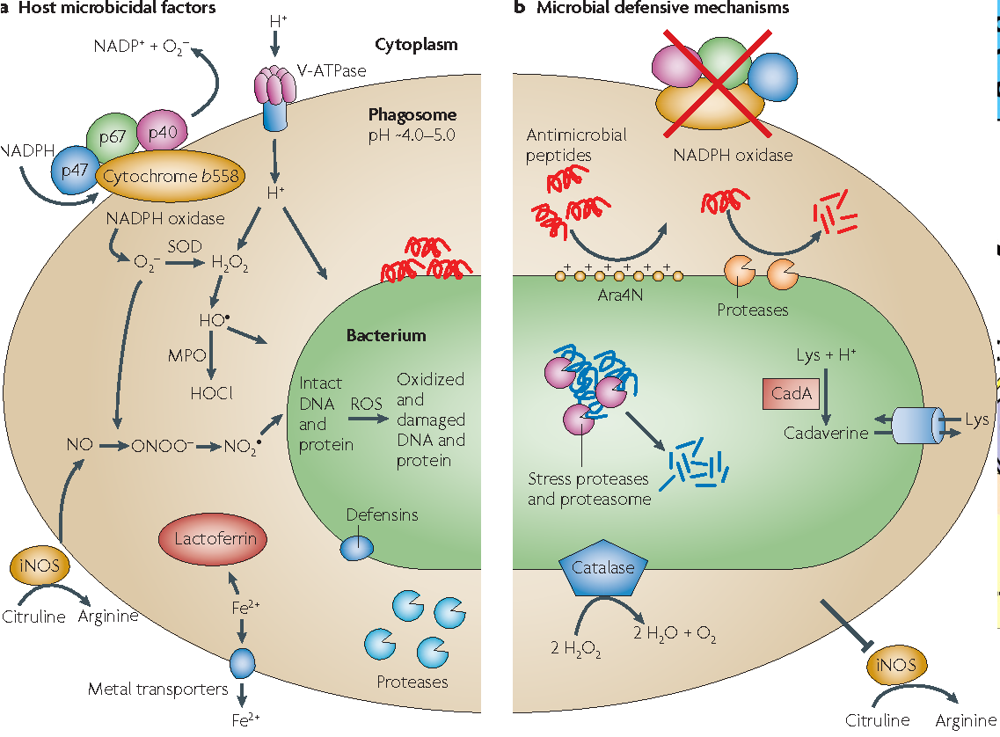 a Host microbicidal factors
H⁺
NADP⁺ + O₂⁻
Cytoplasm
V-ATPase
Phagosome
pH ~4.0–5.0
p67
p40
NADPH
p47
Cytochrome b558
H⁺
NADPH oxidase
SOD
O₂⁻
H₂O₂
HO•
MPO
HOCl
Bacterium
Intact
DNA
and
protein
ROS
Oxidized
and
damaged
DNA and
protein
NO
ONOO⁻
NO₂•
Defensins
Lactoferrin
iNOS
Citruline
Arginine
Fe²⁺
Metal transporters
Fe²⁺
Proteases
b Microbial defensive mechanisms
Antimicrobial
peptides
NADPH oxidase
+ + + + + +
Ara4N
Proteases
Lys + H⁺
CadA
Cadaverine
Lys
Stress proteases
and proteasome
Catalase
2 H₂O₂
2 H₂O + O₂
iNOS
Citruline
Arginine